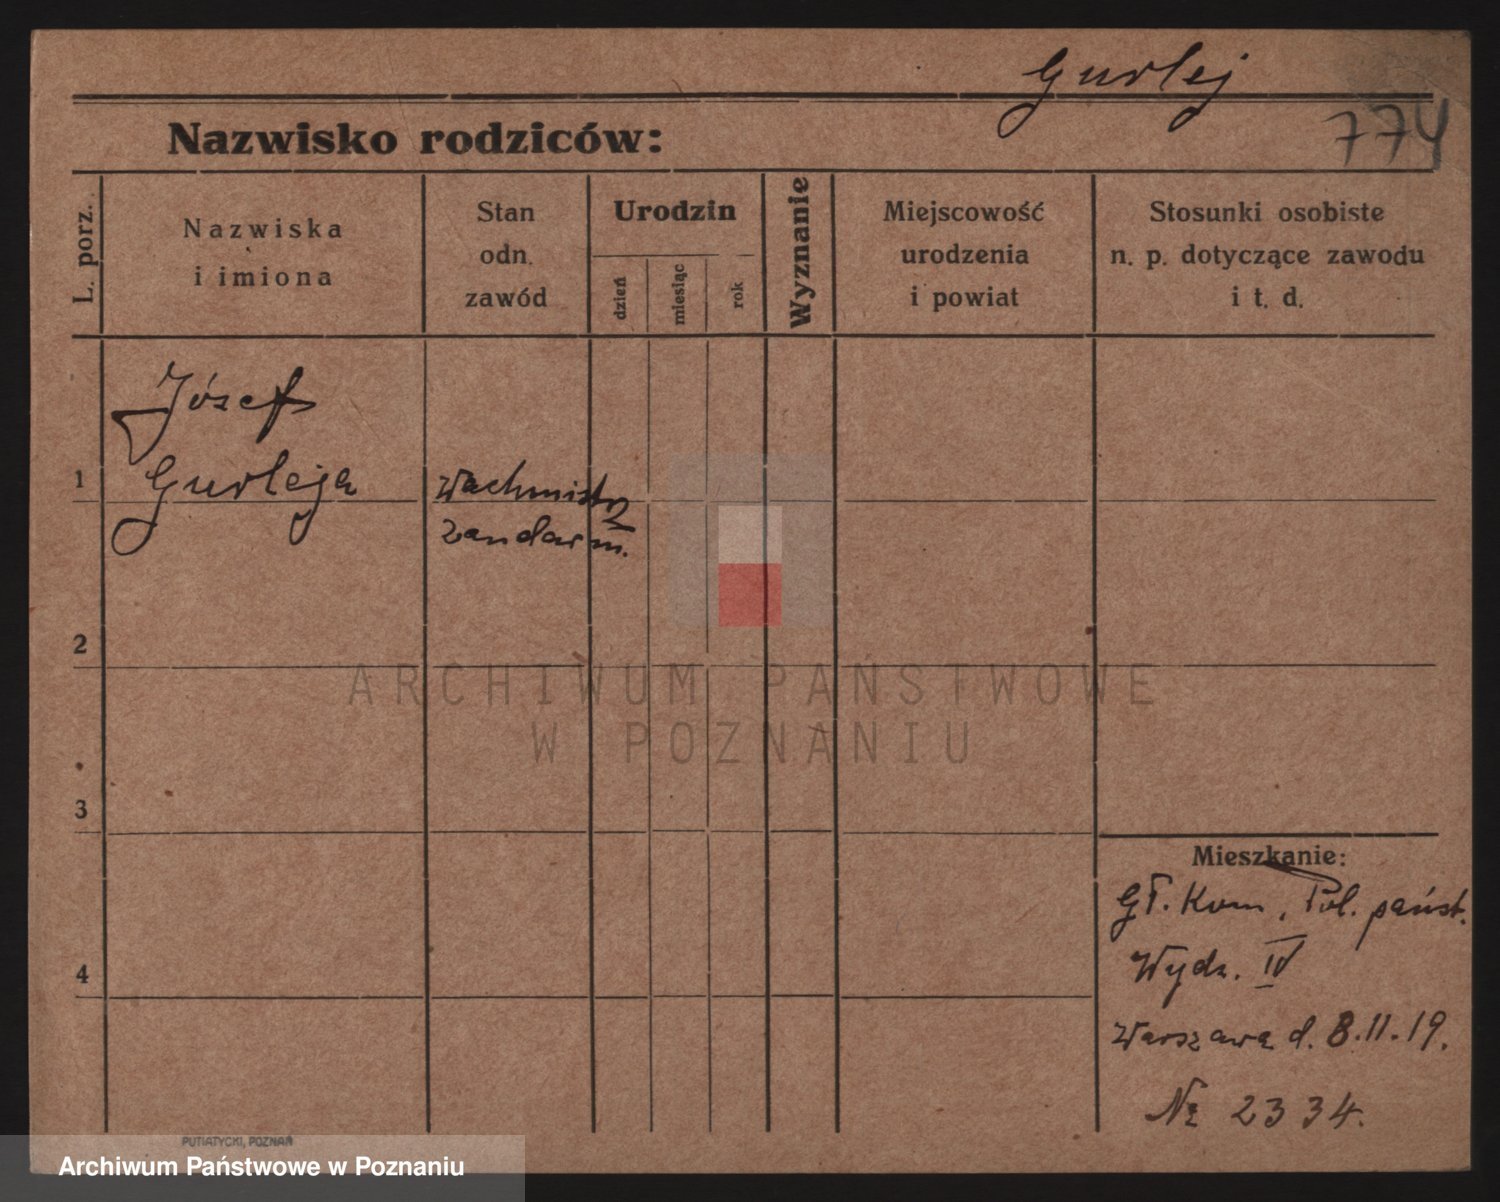 Gurlej
774
Nazwisko rodziców:
L. porz.
Nazwiska
i imiona
Stan
odn.
zawód
Urodzin
dzień
miesiąc
rok
Wyznanie
Miejscowość
urodzenia
i powiat
Stosunki osobiste
n. p. dotyczące zawodu
i t. d.
Józef
1 Gurleja
Wachmistrz
żandarm.
2
ARCHIWUM PAŃSTWOWE
W POZNANIU
3
Mieszkanie:
Gł. Kom. Pol. państ.
4
Wydz. IV
Warszawa d. 8.11.19.
№ 2334.
PUTIATYCKI, POZNAŃ
Archiwum Państwowe w Poznaniu